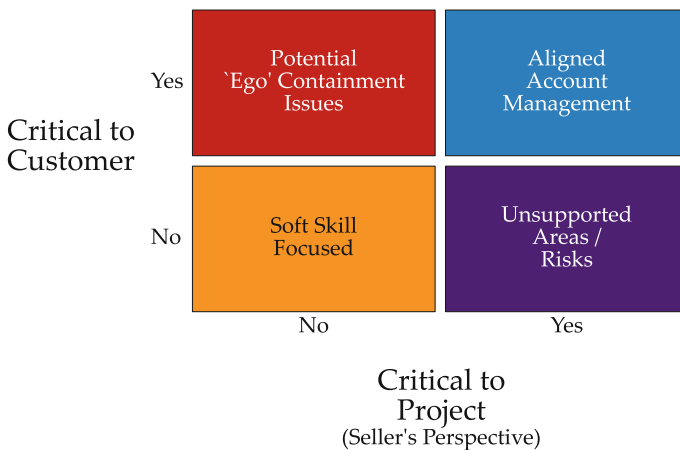 Potential
`Ego' Containment
Issues
Aligned
Account
Management
Yes
Critical to
Customer
No
Soft Skill
Focused
Unsupported
Areas /
Risks
No
Yes
Critical to
Project
(Seller's Perspective)